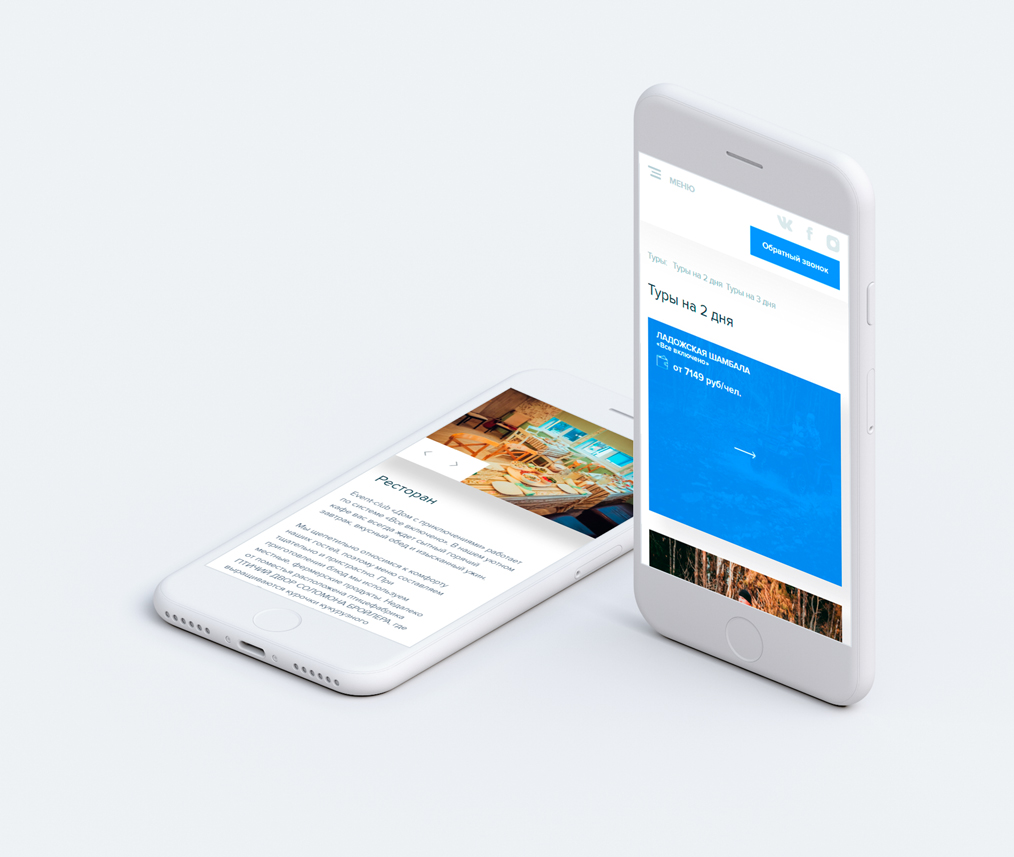 МЕНЮ
Обратный звонок
Туры: Туры на 2 дня Туры на 3 дня
Туры на 2 дня
ЛАДОЖСКАЯ ШАМБАЛА
«Все включено»
от 7149 руб/чел.
Ресторан
Event-club «Дом с приключениями» работает
по системе «Все включено». В нашем уютном
кафе вас всегда ждет сытный горячий
завтрак, вкусный обед и изысканный ужин.
Мы щепетильно относимся к комфорту
наших гостей, поэтому меню составляем
тщательно и пристрастно. При
приготовлении блюд мы используем
местные, фермерские продукты. Недалеко
от поместья расположена птицефабрика
ПТИЧИЙ ДВОР СОЛОМОНА БРОЙЛЕРА, где
выращиваются курочки кукурузного